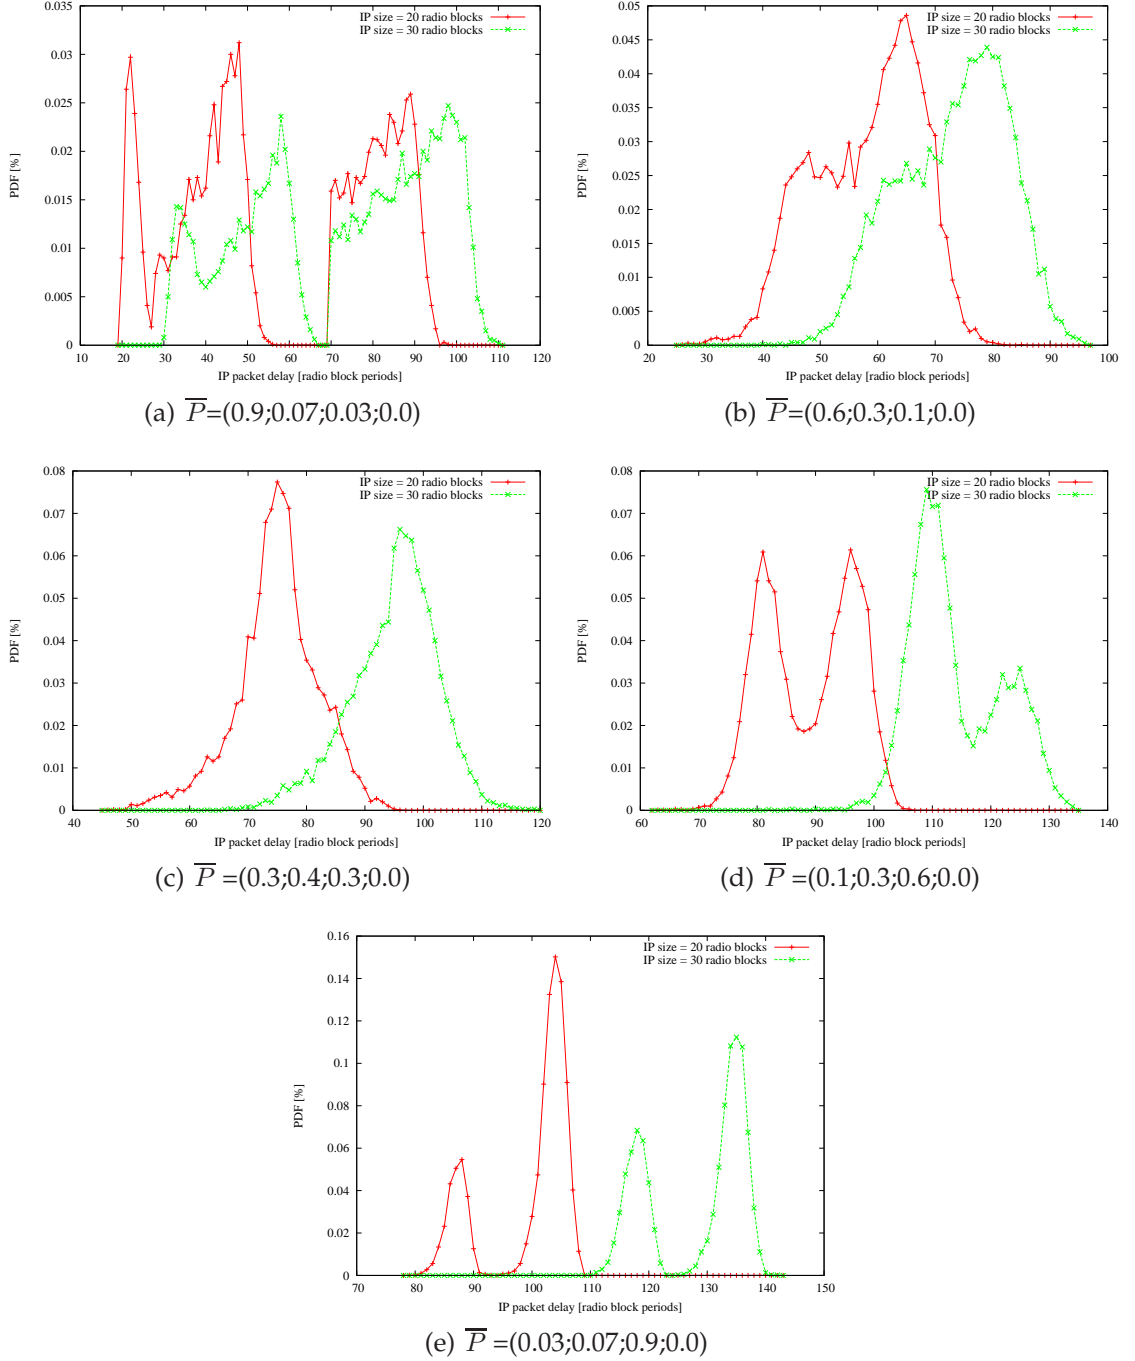 IP size = 20 radio blocks
IP size = 30 radio blocks
0.035
0.03
0.025
0.02
0.015
0.01
0.005
0
PDF [%]
10 20 30 40 50 60 70 80 90 100 110 120
IP packet delay [radio block periods]
(a) P=(0.9;0.07;0.03;0.0)
IP size = 20 radio blocks
IP size = 30 radio blocks
0.05
0.045
0.04
0.035
0.03
0.025
0.02
0.015
0.01
0.005
0
PDF [%]
20 30 40 50 60 70 80 90 100
IP packet delay [radio block periods]
(b) P=(0.6;0.3;0.1;0.0)
IP size = 20 radio blocks
IP size = 30 radio blocks
0.08
0.07
0.06
0.05
0.04
0.03
0.02
0.01
0
PDF [%]
40 50 60 70 80 90 100 110 120
IP packet delay [radio block periods]
(c) P =(0.3;0.4;0.3;0.0)
IP size = 20 radio blocks
IP size = 30 radio blocks
0.08
0.07
0.06
0.05
0.04
0.03
0.02
0.01
0
PDF [%]
60 70 80 90 100 110 120 130 140
IP packet delay [radio block periods]
(d) P =(0.1;0.3;0.6;0.0)
IP size = 20 radio blocks
IP size = 30 radio blocks
0.16
0.14
0.12
0.1
0.08
0.06
0.04
0.02
0
PDF [%]
70 80 90 100 110 120 130 140 150
IP packet delay [radio block periods]
(e) P =(0.03;0.07;0.9;0.0)